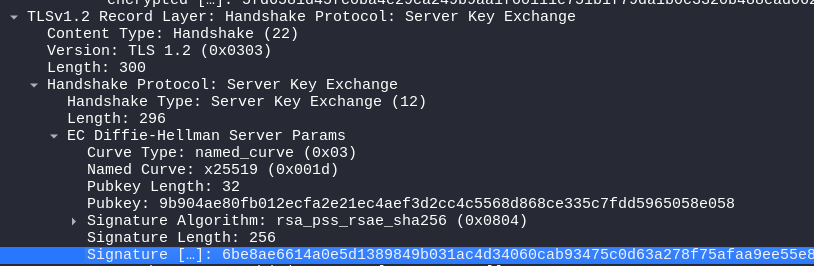 TLSv1.2 Record Layer: Handshake Protocol: Server Key Exchange
Content Type: Handshake (22)
Version: TLS 1.2 (0x0303)
Length: 300
Handshake Protocol: Server Key Exchange
Handshake Type: Server Key Exchange (12)
Length: 296
EC Diffie-Hellman Server Params
Curve Type: named_curve (0x03)
Named Curve: x25519 (0x001d)
Pubkey Length: 32
Pubkey: 9b904ae80fb012ecfa2e21ec4aef3d2cc4c5568d868ce335c7fdd5965058e058
Signature Algorithm: rsa_pss_rsae_sha256 (0x0804)
Signature Length: 256
Signature […]: 6be8ae6614a0e5d1389849b031ac4d34060cab93475c0d63a278f75afaa9ee55e8